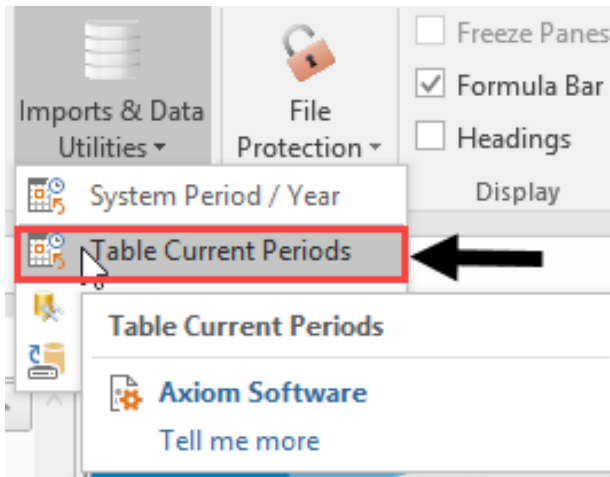 Imports & Data
Utilities
File
Protection
Freeze Panes
Formula Bar
Headings
Display
System Period / Year
Table Current Periods
Table Current Periods
Axiom Software
Tell me more